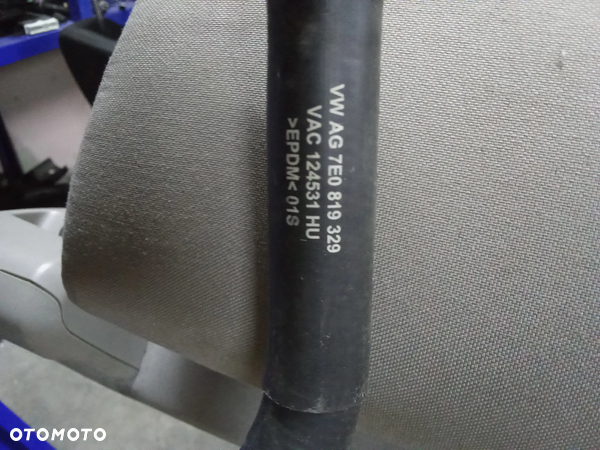 VW AG 7E0 819 329
VAC 124531 HU
>EPDM< 01S
OTOMOTO